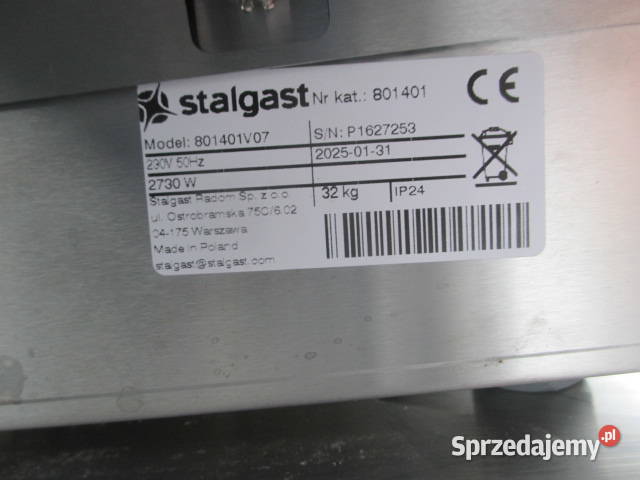 stalgast Nr kat.: 801401 CE
Model: 801401V07 S/N: P1627253
230V 50Hz 2025-01-31
2730 W 32 kg IP24
Stalgast Radom Sp. z o.o.
ul. Ostrobramska 75C/6.02
04-175 Warszawa
Made in Poland
stalgast@stalgast.com
Sprzedajemy.pl